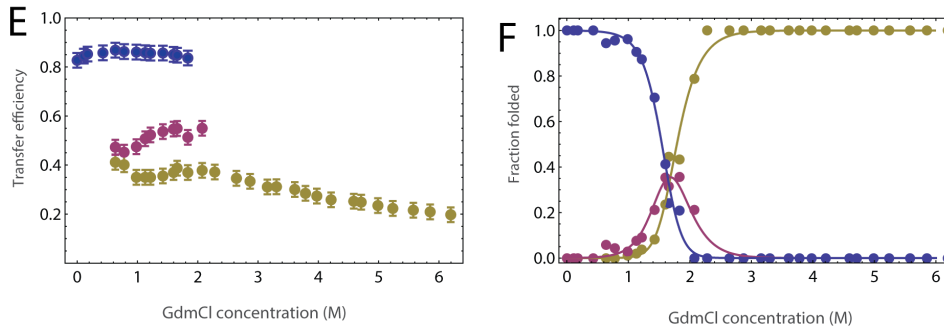 E
Transfer efficiency
1.0
0.8
0.6
0.4
0.2
0 1 2 3 4 5 6
GdmCl concentration (M)
F
Fraction folded
1.0
0.8
0.6
0.4
0.2
0.0
0 1 2 3 4 5 6
GdmCl concentration (M)